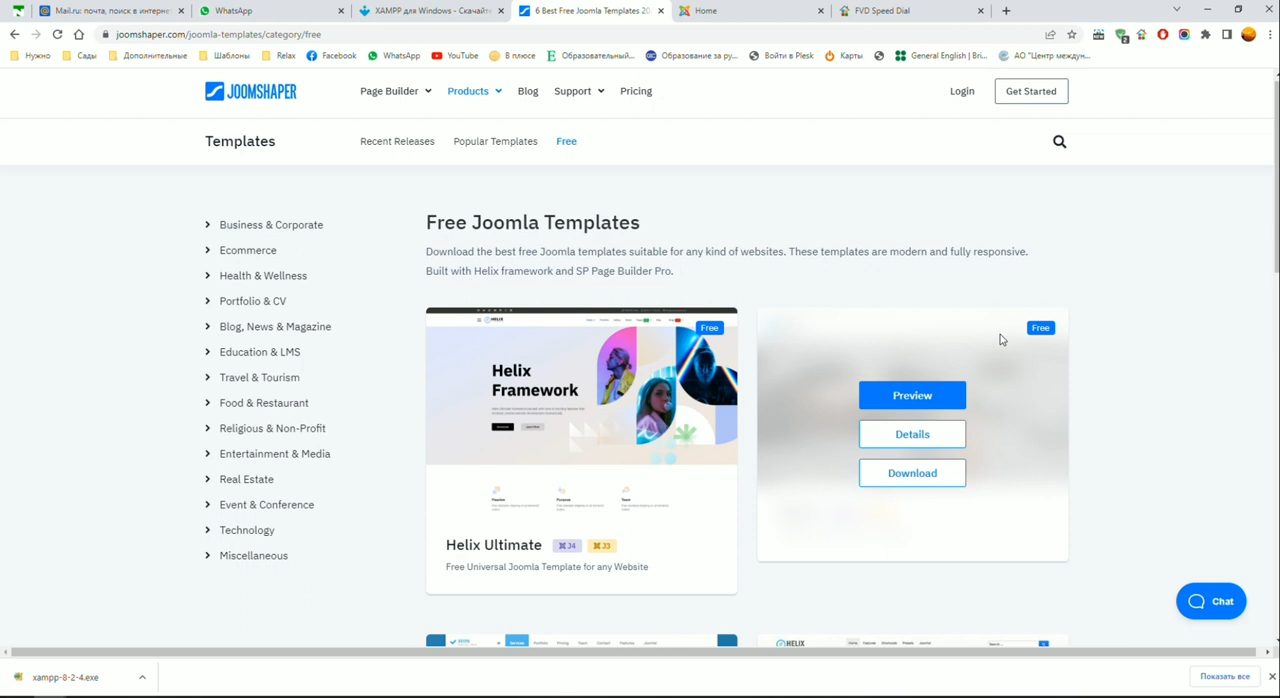 Mail.ru: почта, поиск в интернет
WhatsApp
XAMPP для Windows - Скачайте
6 Best Free Joomla Templates 20
Home
FVD Speed Dial
joomshaper.com/joomla-templates/category/free
Нужно
Сады
Дополнительные
Шаблоны
Relax
Facebook
WhatsApp
YouTube
В плюсе
Образовательный...
Образование за ру...
Войти в Plesk
Карты
General English | Bri...
АО "Центр междун...
JOOMSHAPER
Page Builder
Products
Blog
Support
Pricing
Login
Get Started
Templates
Recent Releases
Popular Templates
Free
Business & Corporate
Ecommerce
Health & Wellness
Portfolio & CV
Blog, News & Magazine
Education & LMS
Travel & Tourism
Food & Restaurant
Religious & Non-Profit
Entertainment & Media
Real Estate
Event & Conference
Technology
Miscellaneous
Free Joomla Templates
Download the best free Joomla templates suitable for any kind of websites. These templates are modern and fully responsive.
Built with Helix framework and SP Page Builder Pro.
HELIX
Free
Helix
Framework
Helix Ultimate
J4
J3
Free Universal Joomla Template for any Website
Free
Preview
Details
Download
HELIX
Chat
xampp-8-2-4.exe
Показать все